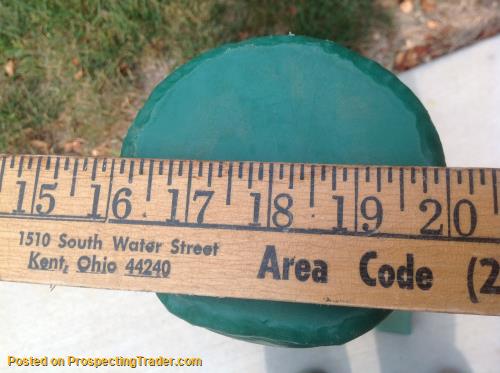 15 16 17 18 19 20
1510 South Water Street
Kent, Ohio 44240
Area Code (2
Posted on ProspectingTrader.com